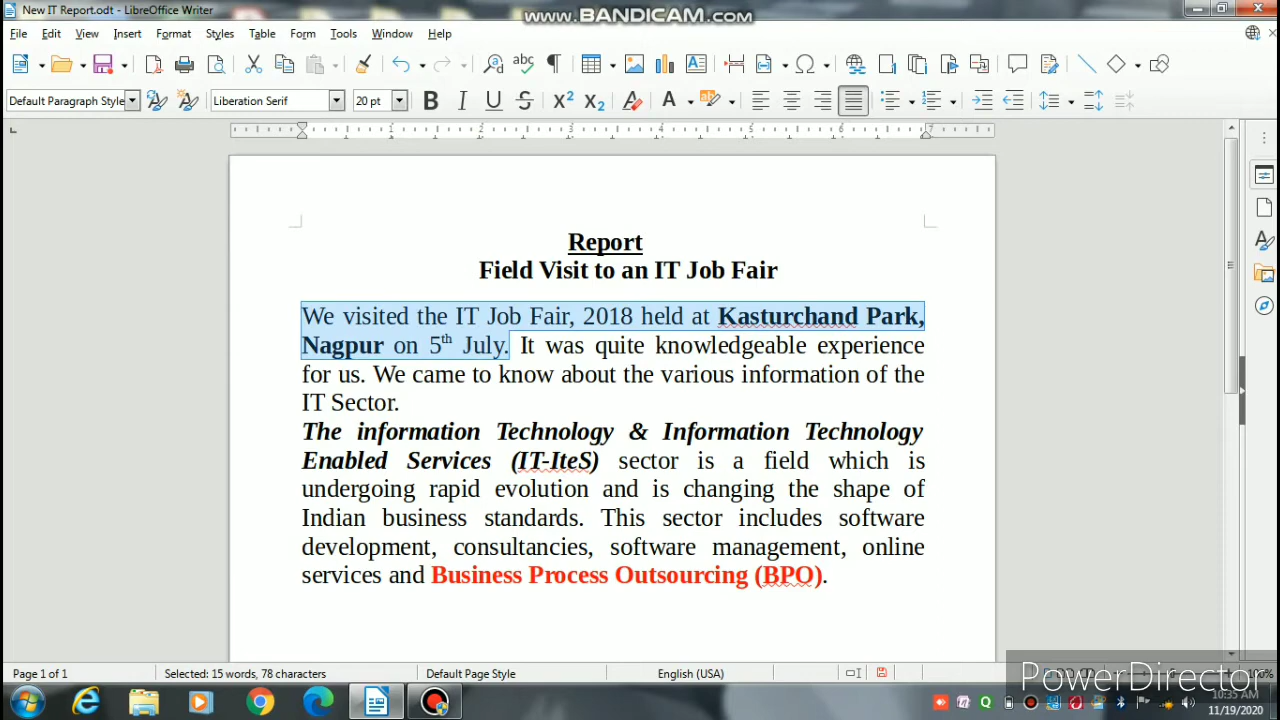 New IT Report.odt - LibreOffice Writer
www.BANDICAM.com
File Edit View Insert Format Styles Table Form Tools Window Help
Default Paragraph Style Liberation Serif 20 pt
Report
Field Visit to an IT Job Fair
We visited the IT Job Fair, 2018 held at Kasturchand Park,
Nagpur on 5th July. It was quite knowledgeable experience
for us. We came to know about the various information of the
IT Sector.
The information Technology & Information Technology
Enabled Services (IT-IteS) sector is a field which is
undergoing rapid evolution and is changing the shape of
Indian business standards. This sector includes software
development, consultancies, software management, online
services and Business Process Outsourcing (BPO).
Page 1 of 1 Selected: 15 words, 78 characters Default Page Style English (USA) 100%
PowerDirector
10:35 AM
11/19/2020